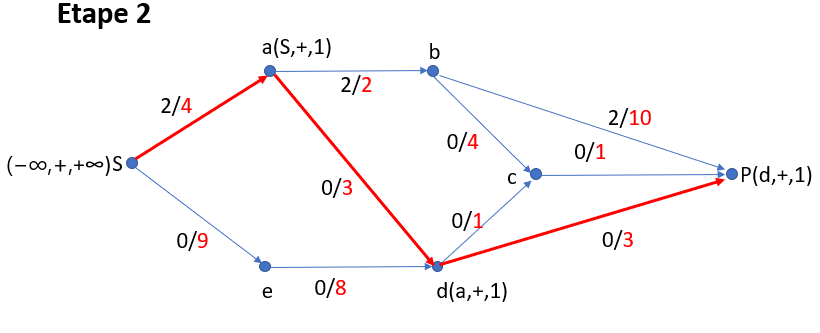 Etape 2
a(S,+,1)
b
2/4
2/2
2/10
0/4
0/1
(−∞,+,+∞)S
c
P(d,+,1)
0/3
0/1
0/9
0/3
e
0/8
d(a,+,1)